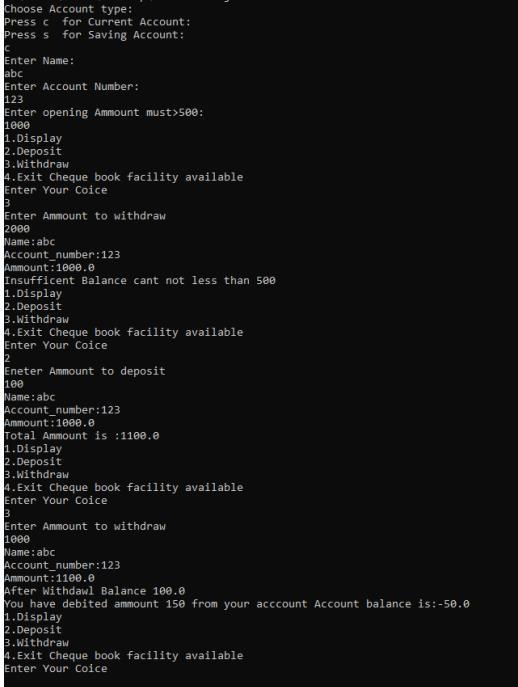 Choose Account type:
Press c  for Current Account:
Press s  for Saving Account:
c
Enter Name:
abc
Enter Account Number:
123
Enter opening Ammount must>500:
1000
1.Display
2.Deposit
3.Withdraw
4.Exit Cheque book facility available
Enter Your Coice
3
Enter Ammount to withdraw
2000
Name:abc
Account_number:123
Ammount:1000.0
Insufficent Balance cant not less than 500
1.Display
2.Deposit
3.Withdraw
4.Exit Cheque book facility available
Enter Your Coice
2
Eneter Ammount to deposit
100
Name:abc
Account_number:123
Ammount:1000.0
Total Ammount is :1100.0
1.Display
2.Deposit
3.Withdraw
4.Exit Cheque book facility available
Enter Your Coice
3
Enter Ammount to withdraw
1000
Name:abc
Account_number:123
Ammount:1100.0
After Withdawl Balance 100.0
You have debited ammount 150 from your acccount Account balance is:-50.0
1.Display
2.Deposit
3.Withdraw
4.Exit Cheque book facility available
Enter Your Coice